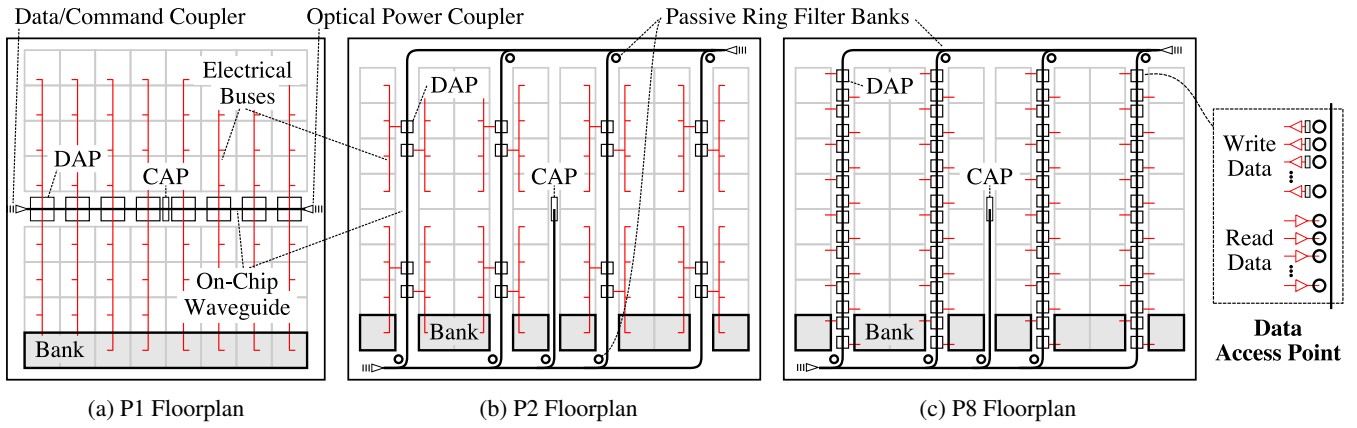 Data/Command Coupler
Optical Power Coupler
Passive Ring Filter Banks
Electrical
Buses
DAP
CAP
On-Chip
Waveguide
Bank
(a) P1 Floorplan
DAP
CAP
Bank
(b) P2 Floorplan
DAP
CAP
Bank
(c) P8 Floorplan
Write
Data
Read
Data
Data
Access Point